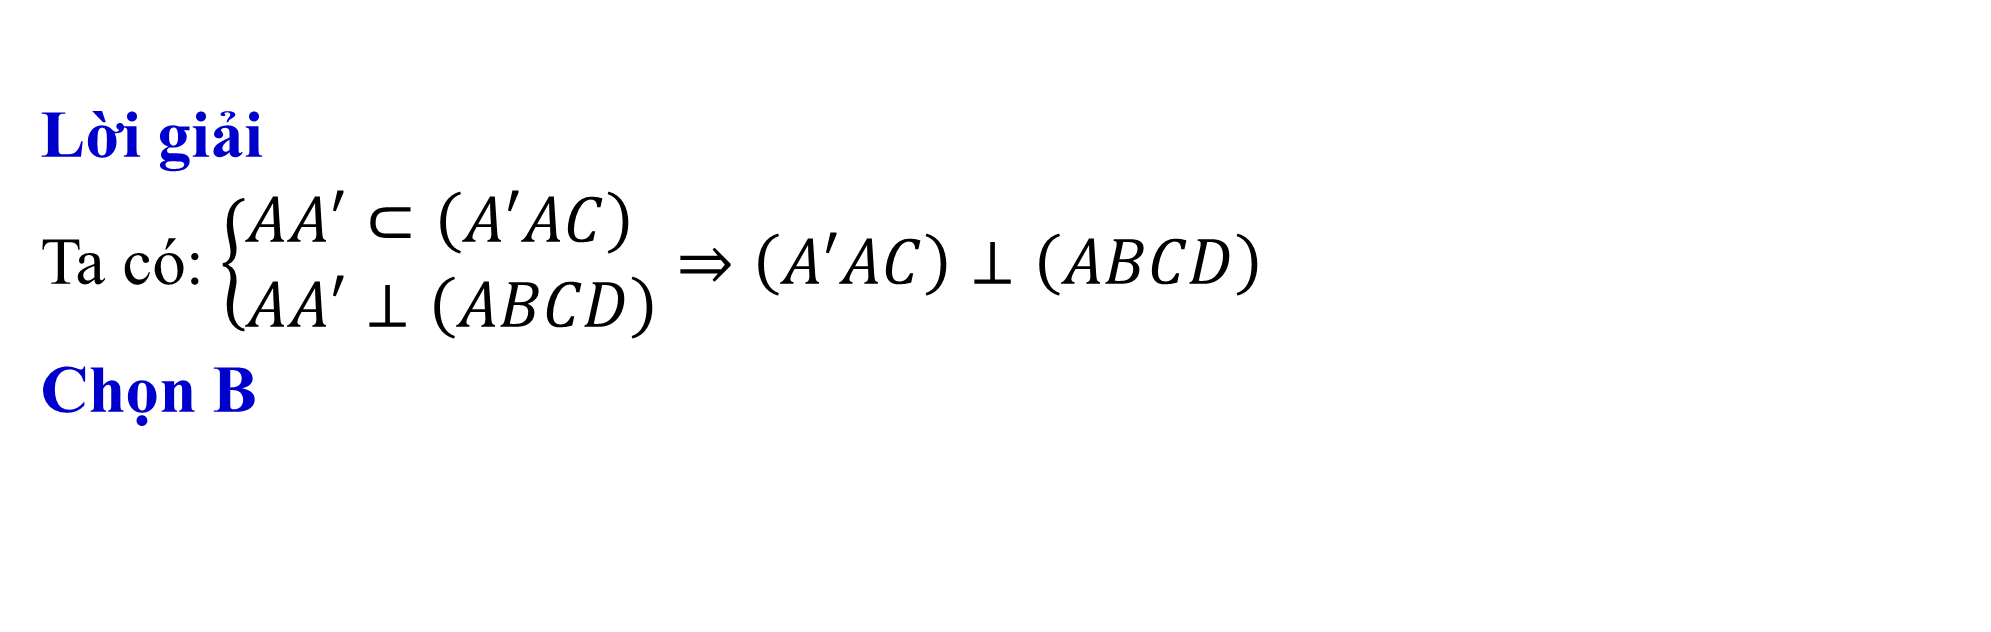 Lời giải
Ta có: {AA′ ⊂ (A′AC)
AA′ ⊥ (ABCD) ⇒ (A′AC) ⊥ (ABCD)
Chọn B